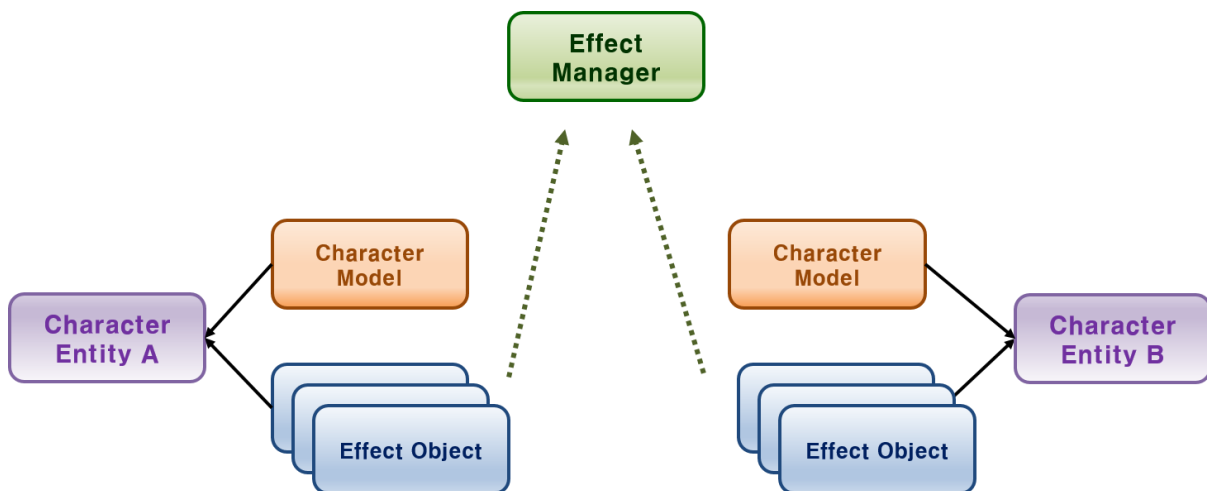 Effect
Manager
Character
Model
Character
Model
Character
Entity A
Character
Entity B
Effect Object
Effect Object